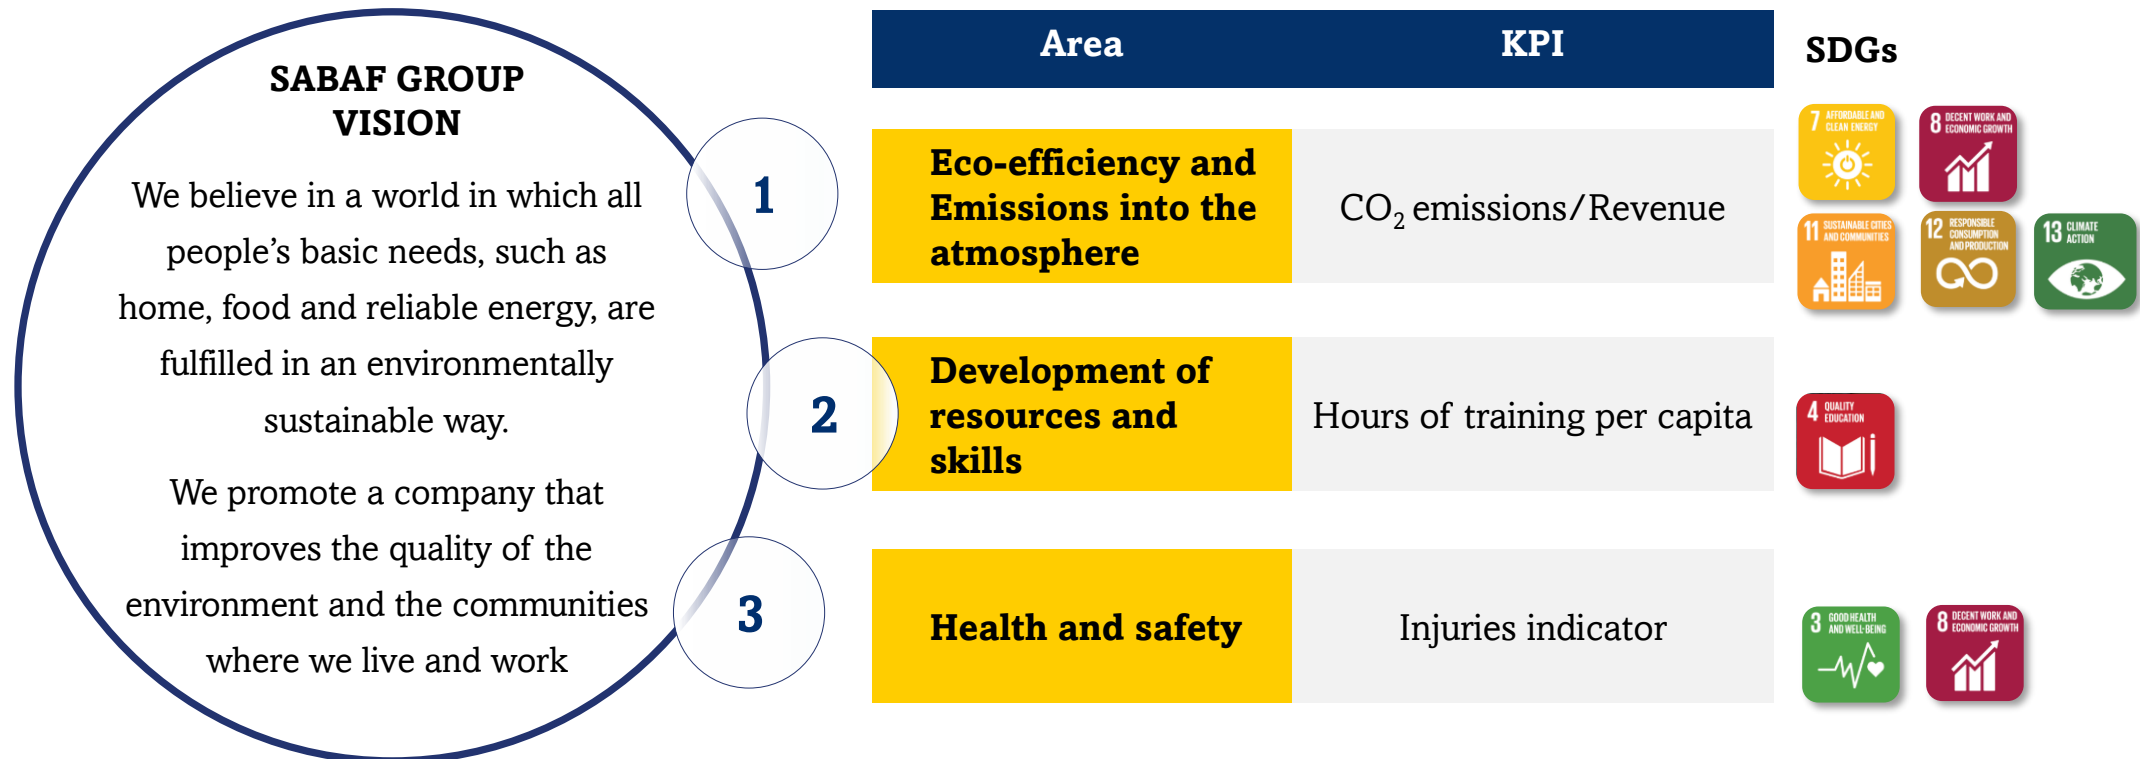 SABAF GROUP
VISION
We believe in a world in which all
people’s basic needs, such as
home, food and reliable energy, are
fulfilled in an environmentally
sustainable way.
We promote a company that
improves the quality of the
environment and the communities
where we live and work
Area KPI SDGs
1
Eco-efficiency and
Emissions into the
atmosphere
CO₂ emissions/Revenue
7 AFFORDABLE AND
CLEAN ENERGY
8 DECENT WORK AND
ECONOMIC GROWTH
11 SUSTAINABLE CITIES
AND COMMUNITIES
12 RESPONSIBLE
CONSUMPTION
AND PRODUCTION
13 CLIMATE
ACTION
2
Development of
resources and
skills
Hours of training per capita
4 QUALITY
EDUCATION
3
Health and safety
Injuries indicator
3 GOOD HEALTH
AND WELL-BEING
8 DECENT WORK AND
ECONOMIC GROWTH